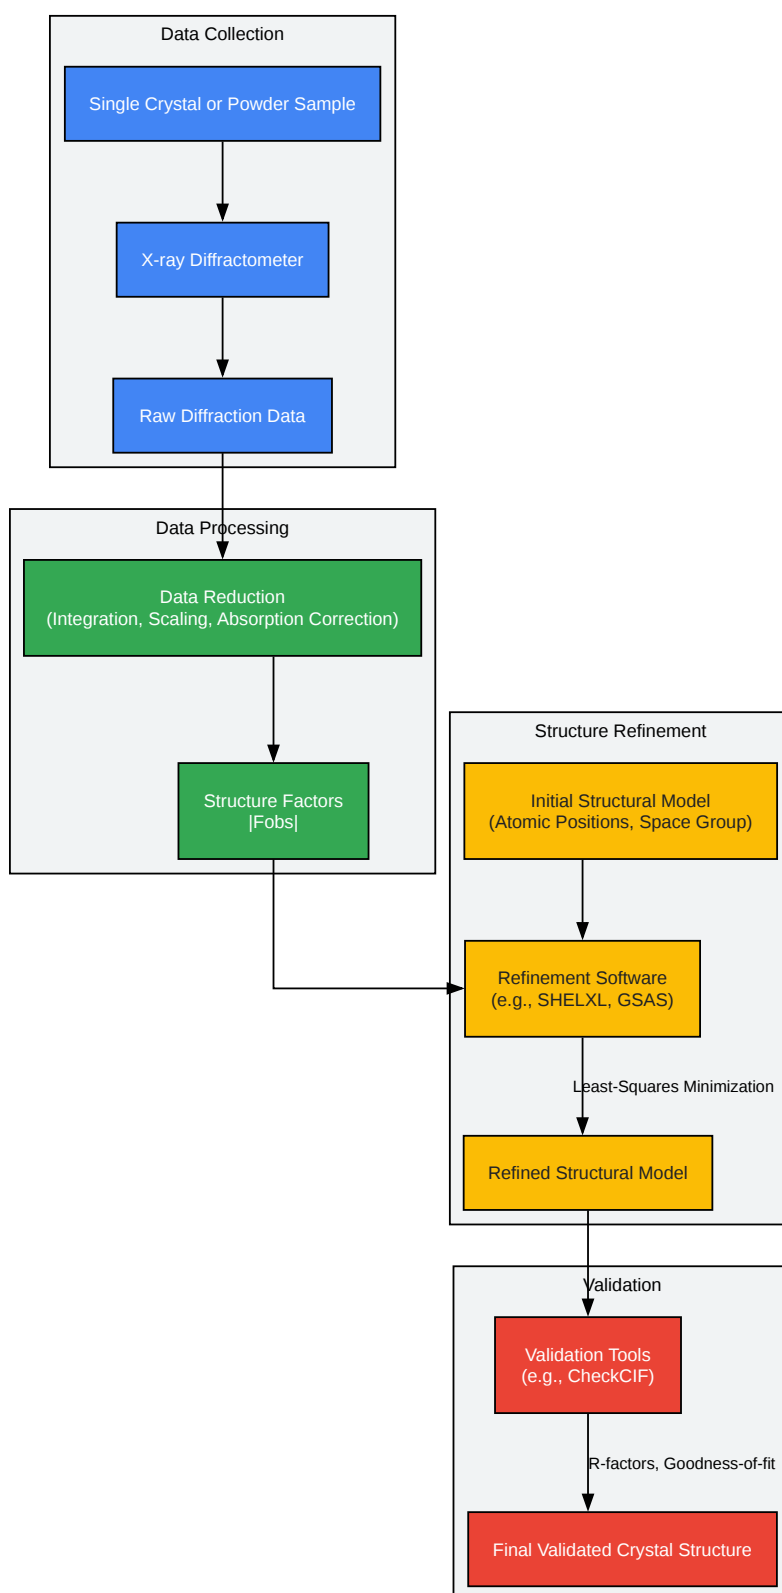 Data Collection
Single Crystal or Powder Sample
X-ray Diffractometer
Raw Diffraction Data
Data Processing
Data Reduction
(Integration, Scaling, Absorption Correction)
Structure Factors
|Fobs|
Structure Refinement
Initial Structural Model
(Atomic Positions, Space Group)
Refinement Software
(e.g., SHELXL, GSAS)
Least-Squares Minimization
Refined Structural Model
Validation
Validation Tools
(e.g., CheckCIF)
R-factors, Goodness-of-fit
Final Validated Crystal Structure